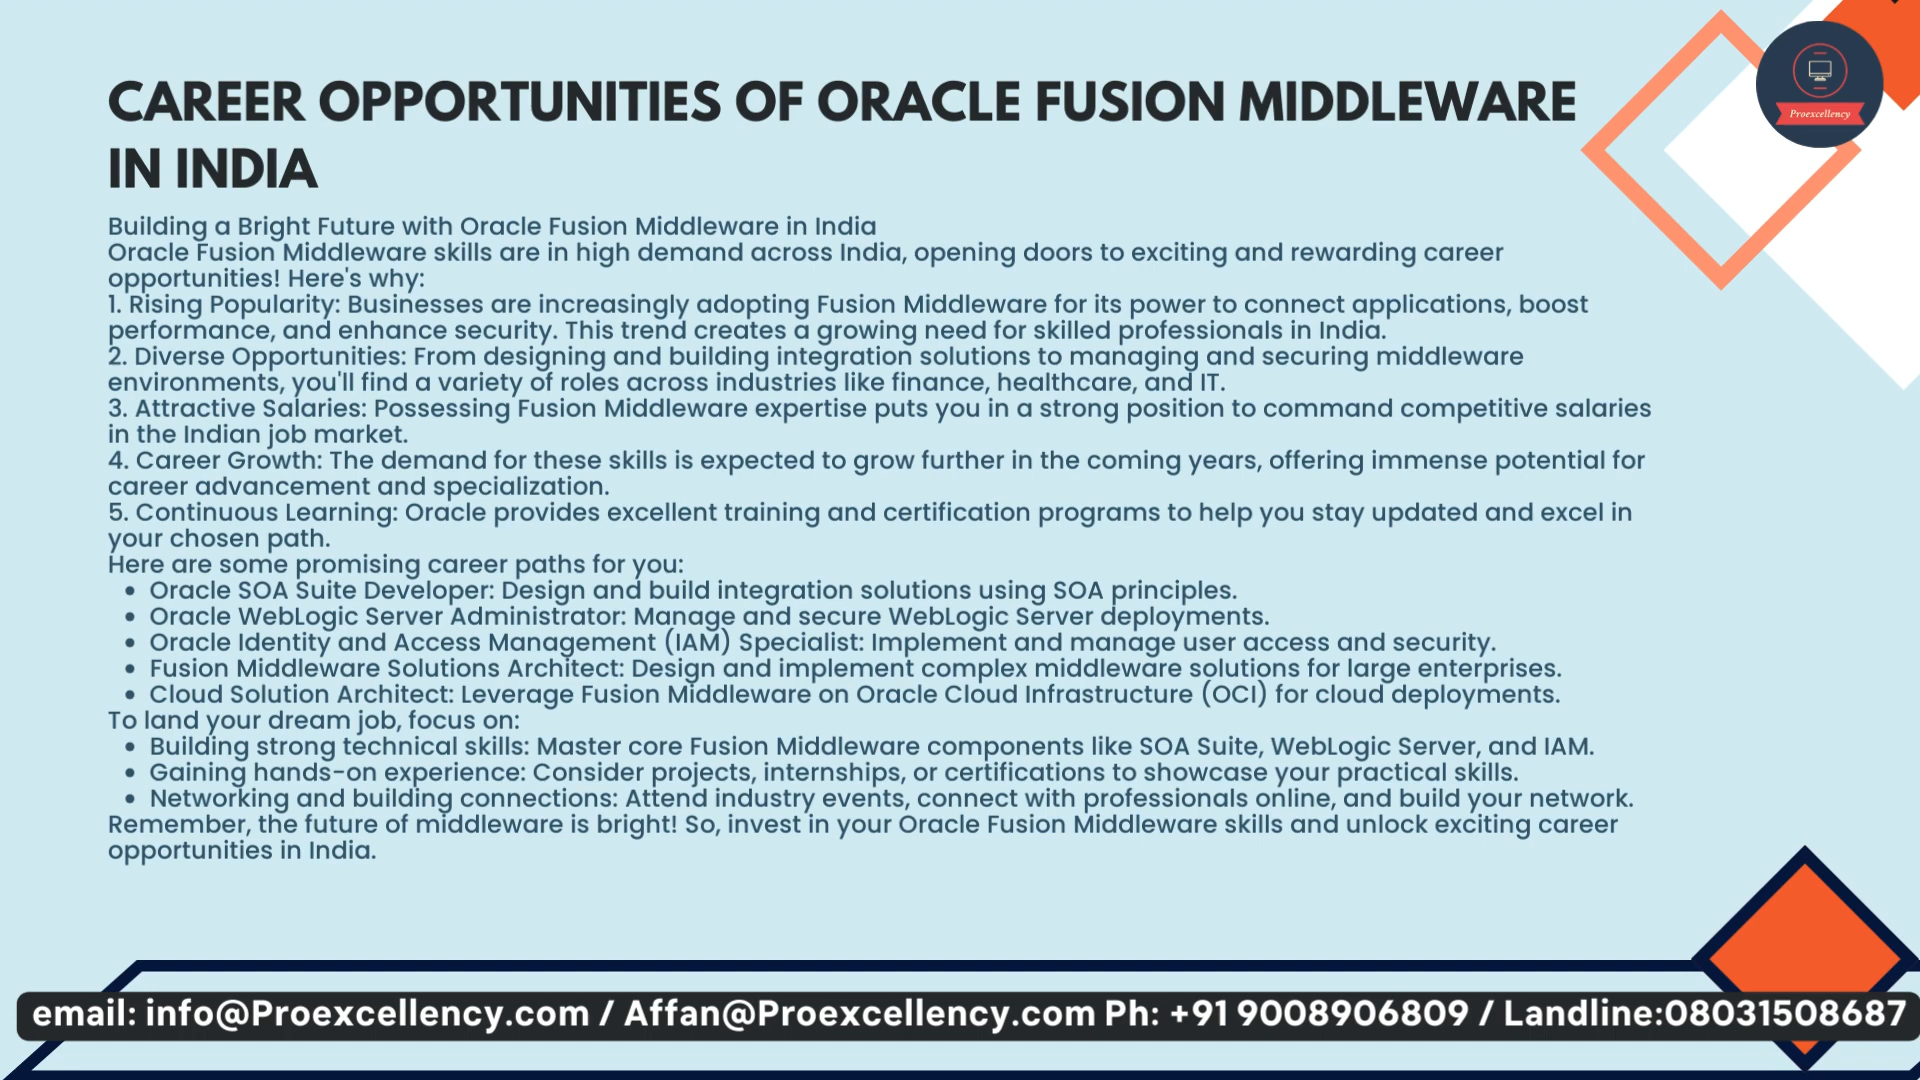 CAREER OPPORTUNITIES OF ORACLE FUSION MIDDLEWARE
IN INDIA
Proexcellency
Building a Bright Future with Oracle Fusion Middleware in India
Oracle Fusion Middleware skills are in high demand across India, opening doors to exciting and rewarding career
opportunities! Here's why:
1. Rising Popularity: Businesses are increasingly adopting Fusion Middleware for its power to connect applications, boost
performance, and enhance security. This trend creates a growing need for skilled professionals in India.
2. Diverse Opportunities: From designing and building integration solutions to managing and securing middleware
environments, you'll find a variety of roles across industries like finance, healthcare, and IT.
3. Attractive Salaries: Possessing Fusion Middleware expertise puts you in a strong position to command competitive salaries
in the Indian job market.
4. Career Growth: The demand for these skills is expected to grow further in the coming years, offering immense potential for
career advancement and specialization.
5. Continuous Learning: Oracle provides excellent training and certification programs to help you stay updated and excel in
your chosen path.
Here are some promising career paths for you:
• Oracle SOA Suite Developer: Design and build integration solutions using SOA principles.
• Oracle WebLogic Server Administrator: Manage and secure WebLogic Server deployments.
• Oracle Identity and Access Management (IAM) Specialist: Implement and manage user access and security.
• Fusion Middleware Solutions Architect: Design and implement complex middleware solutions for large enterprises.
• Cloud Solution Architect: Leverage Fusion Middleware on Oracle Cloud Infrastructure (OCI) for cloud deployments.
To land your dream job, focus on:
• Building strong technical skills: Master core Fusion Middleware components like SOA Suite, WebLogic Server, and IAM.
• Gaining hands-on experience: Consider projects, internships, or certifications to showcase your practical skills.
• Networking and building connections: Attend industry events, connect with professionals online, and build your network.
Remember, the future of middleware is bright! So, invest in your Oracle Fusion Middleware skills and unlock exciting career
opportunities in India.
email: info@Proexcellency.com / Affan@Proexcellency.com Ph: +91 9008906809 / Landline:08031508687